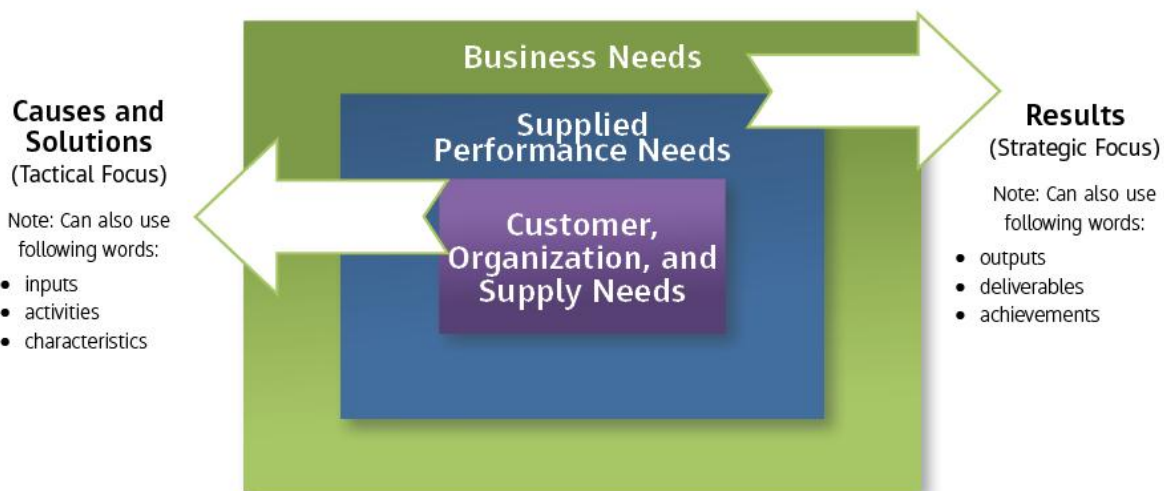 Business Needs
Supplied
Performance Needs
Customer,
Organization, and
Supply Needs
Causes and
Solutions
(Tactical Focus)
Note: Can also use
following words:
• inputs
• activities
• characteristics
Results
(Strategic Focus)
Note: Can also use
following words:
• outputs
• deliverables
• achievements